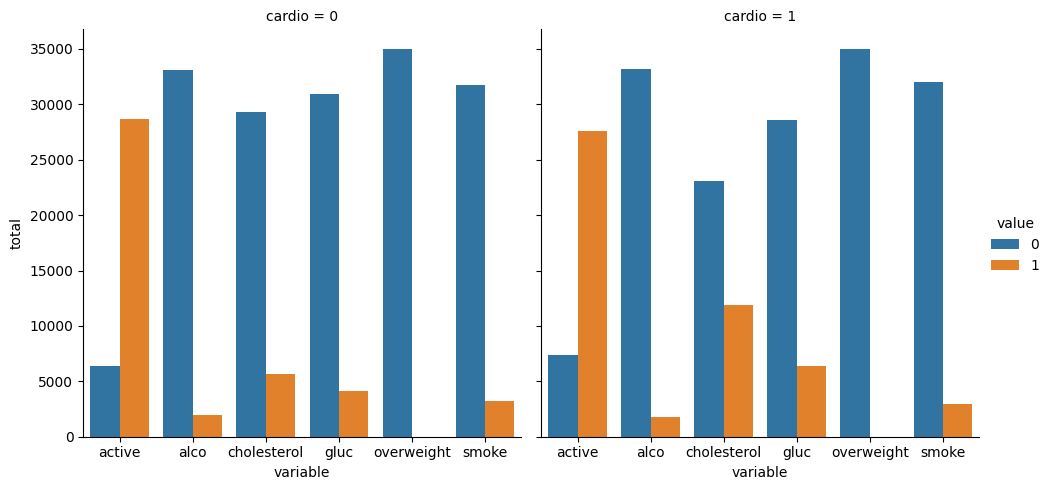 cardio = 0
cardio = 1
total
35000
30000
25000
20000
15000
10000
5000
0
active alco cholesterol gluc overweight smoke
variable
active alco cholesterol gluc overweight smoke
variable
value
0
1